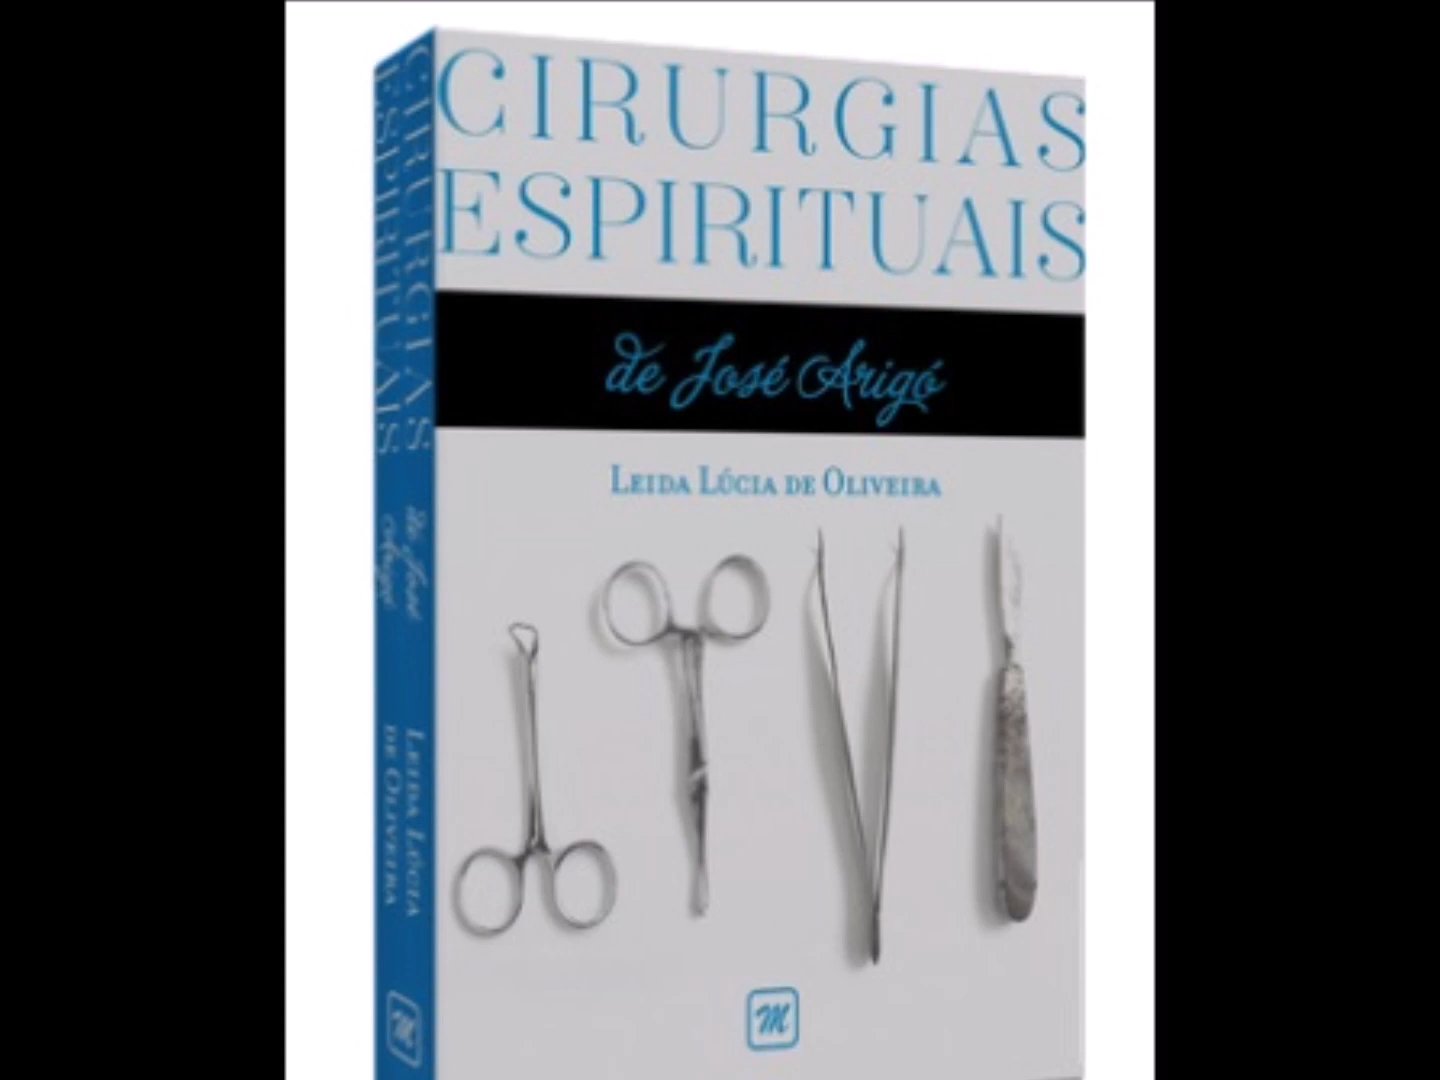 CIRURGIAS
ESPIRITUAIS
de José Arigó
LEIDA LÚCIA DE OLIVEIRA
M
CIRURGIAS
ESPIRITUAIS
de José
Arigó
LEIDA LÚCIA
DE OLIVEIRA
M